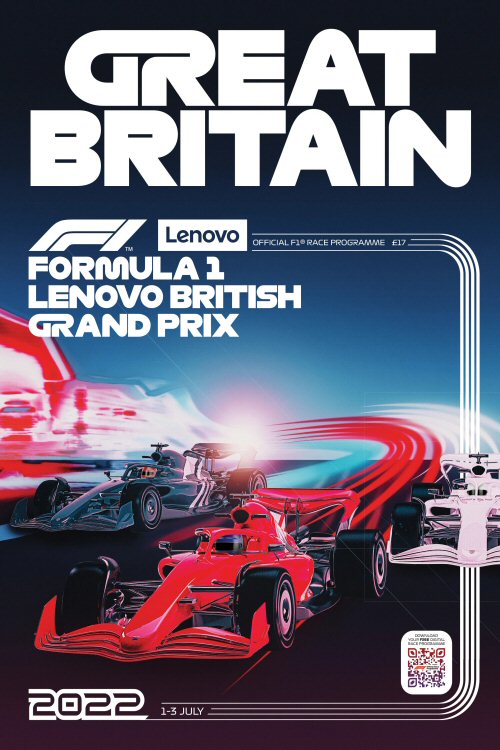 GREAT
BRITAIN
F1 TM
Lenovo
OFFICIAL F1® RACE PROGRAMME £17
FORMULA 1
LENOVO BRITISH
GRAND PRIX
DOWNLOAD
YOUR FREE DIGITAL
RACE PROGRAMME
2022
1-3 JULY